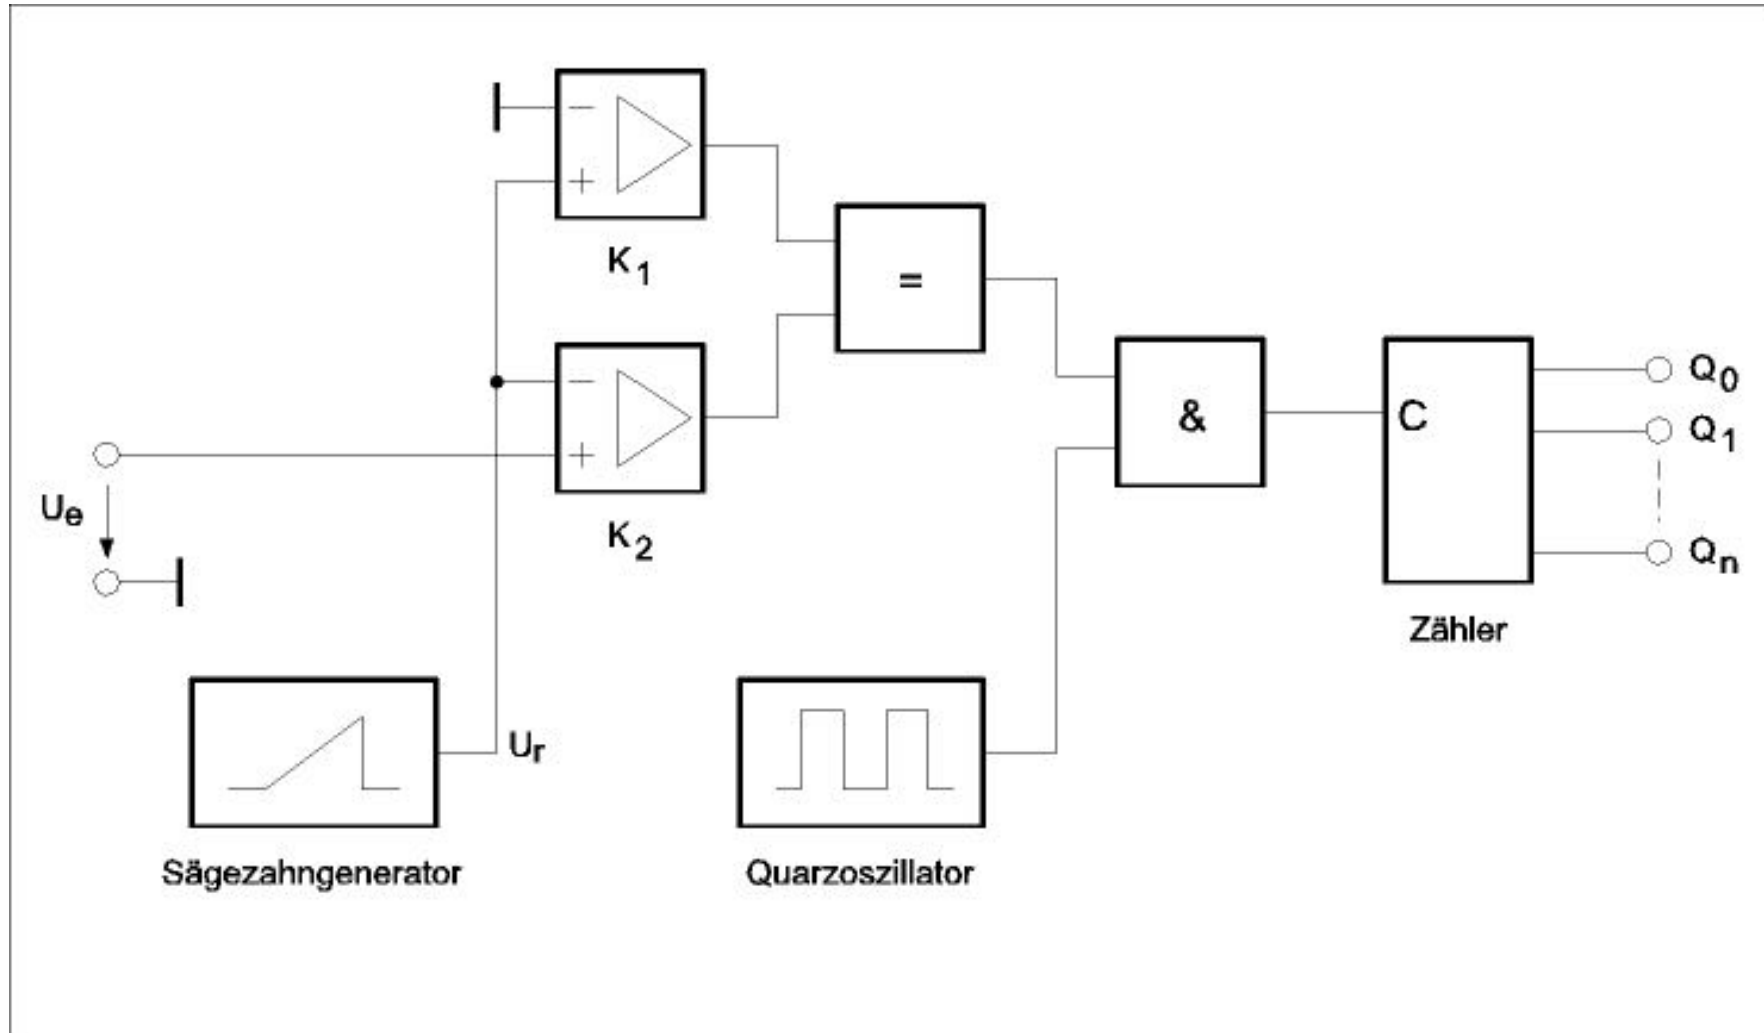 −
+
K1
=
−
+
K2
Ue
&
C
Q0
Q1
Qn
Zähler
Ur
Sägezahngenerator
Quarzoszillator